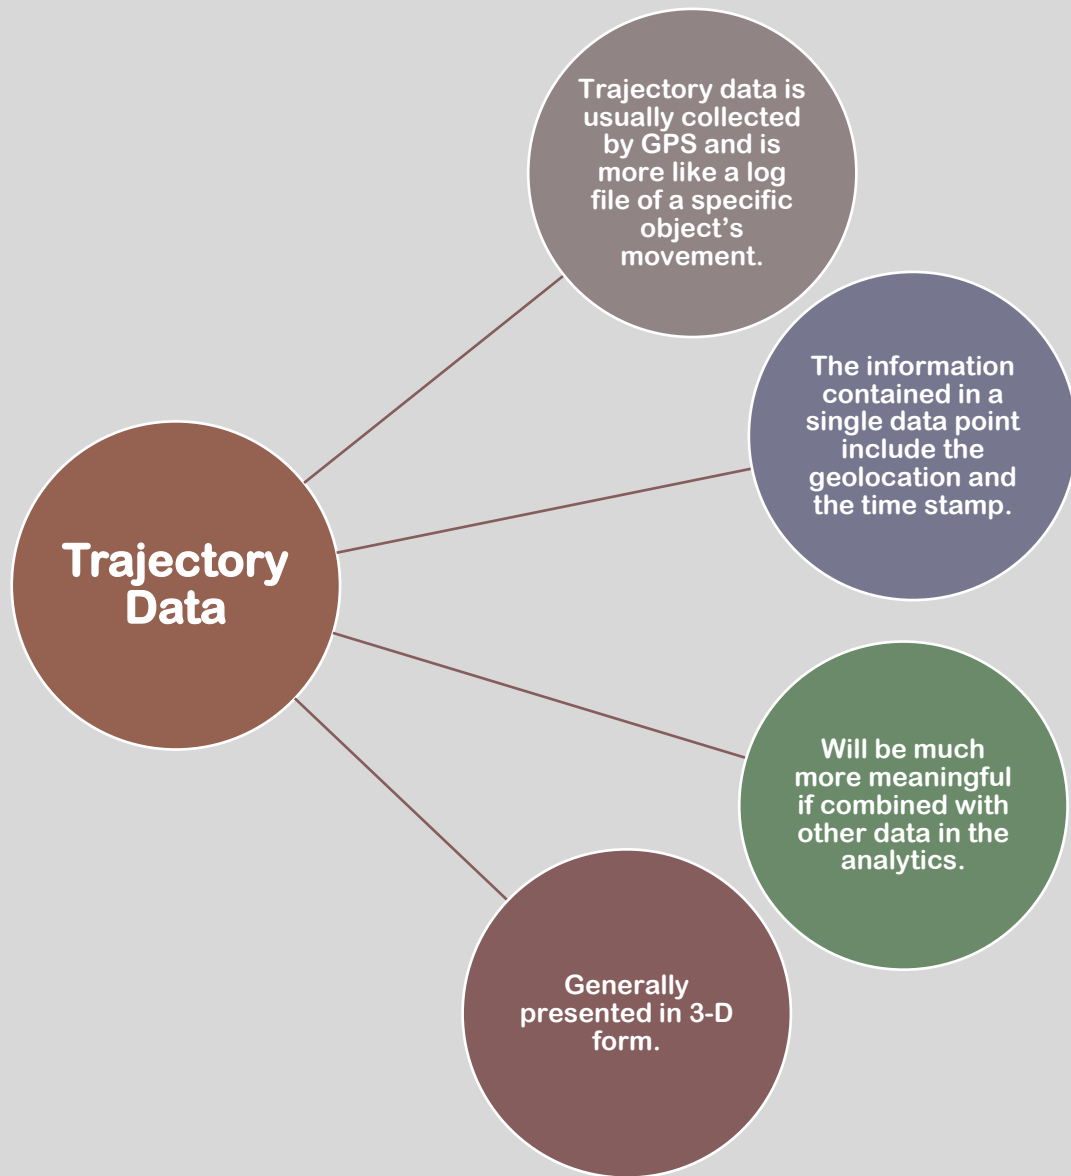 Trajectory data is
usually collected
by GPS and is
more like a log
file of a specific
object’s
movement.
The information
contained in a
single data point
include the
geolocation and
the time stamp.
Trajectory
Data
Will be much
more meaningful
if combined with
other data in the
analytics.
Generally
presented in 3-D
form.